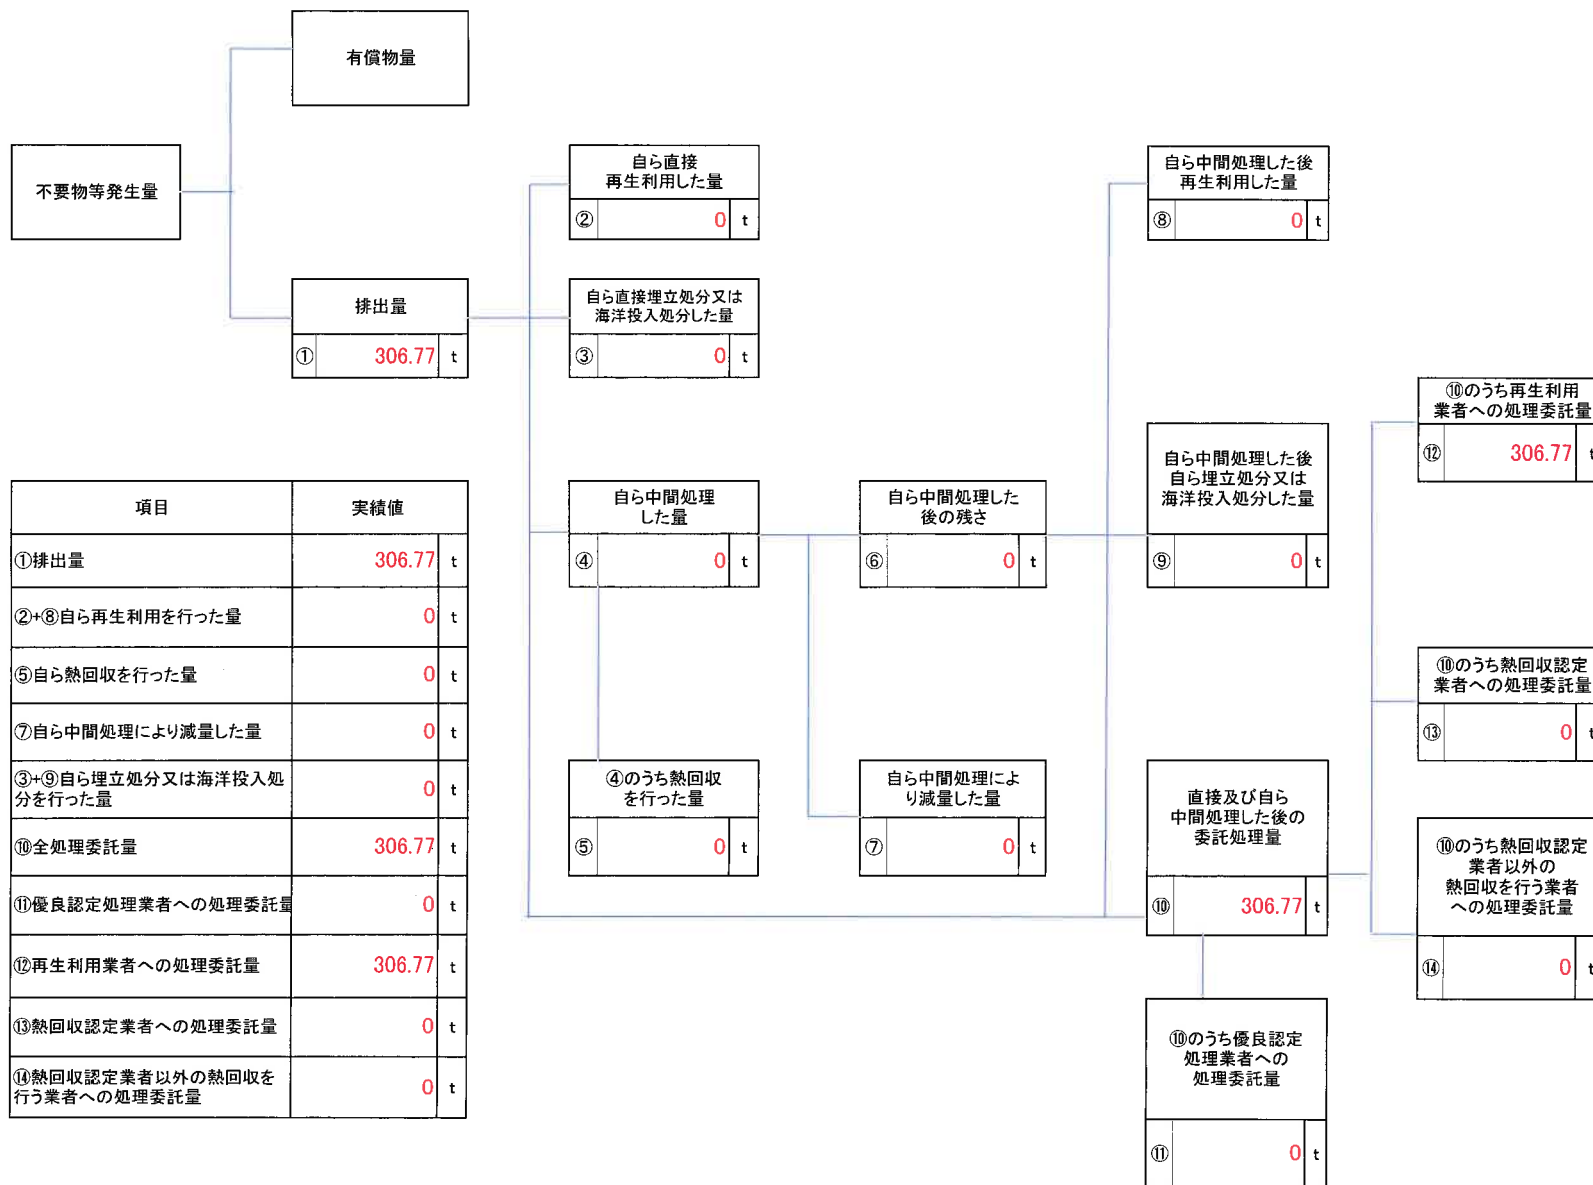 有償物量
不要物等発生量
排出量
① 306.77 t
自ら直接
再生利用した量
② 0 t
自ら直接埋立処分又は
海洋投入処分した量
③ 0 t
自ら中間処理
した量
④ 0 t
④のうち熱回収
を行った量
⑤ 0 t
自ら中間処理した
後の残さ
⑥ 0 t
自ら中間処理によ
り減量した量
⑦ 0 t
自ら中間処理した後
再生利用した量
⑧ 0 t
自ら中間処理した後
自ら埋立処分又は
海洋投入処分した量
⑨ 0 t
直接及び自ら
中間処理した後の
委託処理量
⑩ 306.77 t
⑩のうち優良認定
処理業者への
処理委託量
⑪ 0 t
⑩のうち再生利用
業者への処理委託量
⑫ 306.77 t
⑩のうち熱回収認定
業者への処理委託量
⑬ 0 t
⑩のうち熱回収認定
業者以外の
熱回収を行う業者
への処理委託量
⑭ 0 t
項目 実績値
①排出量 306.77 t
②+⑧自ら再生利用を行った量 0 t
⑤自ら熱回収を行った量 0 t
⑦自ら中間処理により減量した量 0 t
③+⑨自ら埋立処分又は海洋投入処
分を行った量 0 t
⑩全処理委託量 306.77 t
⑪優良認定処理業者への処理委託量 0 t
⑫再生利用業者への処理委託量 306.77 t
⑬熱回収認定業者への処理委託量 0 t
⑭熱回収認定業者以外の熱回収を
行う業者への処理委託量 0 t